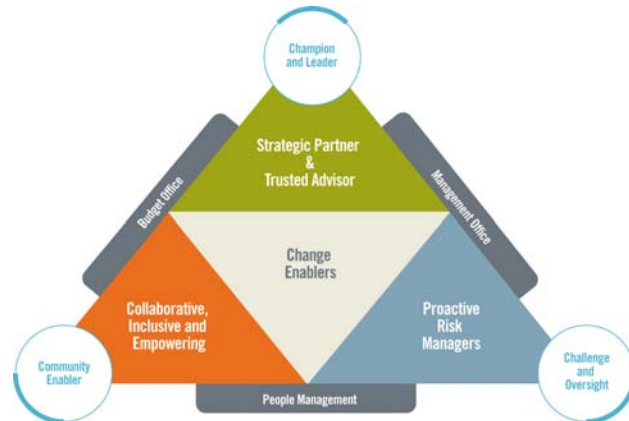 Champion
and Leader
Strategic Partner
&
Trusted Advisor
Budget Office
Management Office
Change
Enablers
Collaborative,
Inclusive and
Empowering
Proactive
Risk
Managers
Community
Enabler
Challenge
and
Oversight
People Management